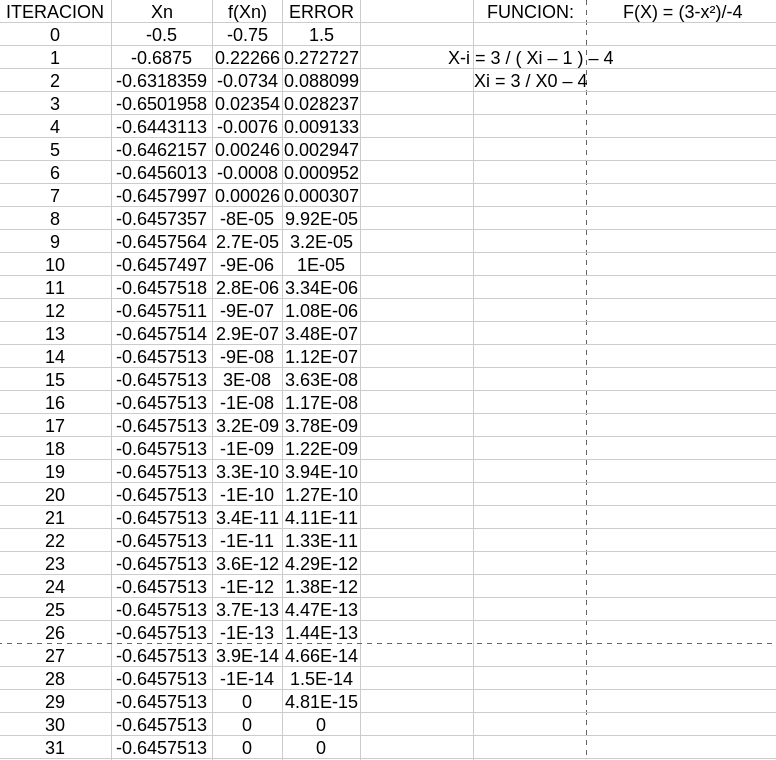 ITERACION Xn f(Xn) ERROR FUNCION: F(X) = (3-x²)/-4
0 -0.5 -0.75 1.5
1 -0.6875 0.22266 0.272727 X-i = 3 / ( Xi – 1 ) – 4
2 -0.6318359 -0.0734 0.088099 Xi = 3 / X0 – 4
3 -0.6501958 0.02354 0.028237
4 -0.6443113 -0.0076 0.009133
5 -0.6462157 0.00246 0.002947
6 -0.6456013 -0.0008 0.000952
7 -0.6457997 0.00026 0.000307
8 -0.6457357 -8E-05 9.92E-05
9 -0.6457564 2.7E-05 3.2E-05
10 -0.6457497 -9E-06 1E-05
11 -0.6457518 2.8E-06 3.34E-06
12 -0.6457511 -9E-07 1.08E-06
13 -0.6457514 2.9E-07 3.48E-07
14 -0.6457513 -9E-08 1.12E-07
15 -0.6457513 3E-08 3.63E-08
16 -0.6457513 -1E-08 1.17E-08
17 -0.6457513 3.2E-09 3.78E-09
18 -0.6457513 -1E-09 1.22E-09
19 -0.6457513 3.3E-10 3.94E-10
20 -0.6457513 -1E-10 1.27E-10
21 -0.6457513 3.4E-11 4.11E-11
22 -0.6457513 -1E-11 1.33E-11
23 -0.6457513 3.6E-12 4.29E-12
24 -0.6457513 -1E-12 1.38E-12
25 -0.6457513 3.7E-13 4.47E-13
26 -0.6457513 -1E-13 1.44E-13
27 -0.6457513 3.9E-14 4.66E-14
28 -0.6457513 -1E-14 1.5E-14
29 -0.6457513 0 4.81E-15
30 -0.6457513 0 0
31 -0.6457513 0 0